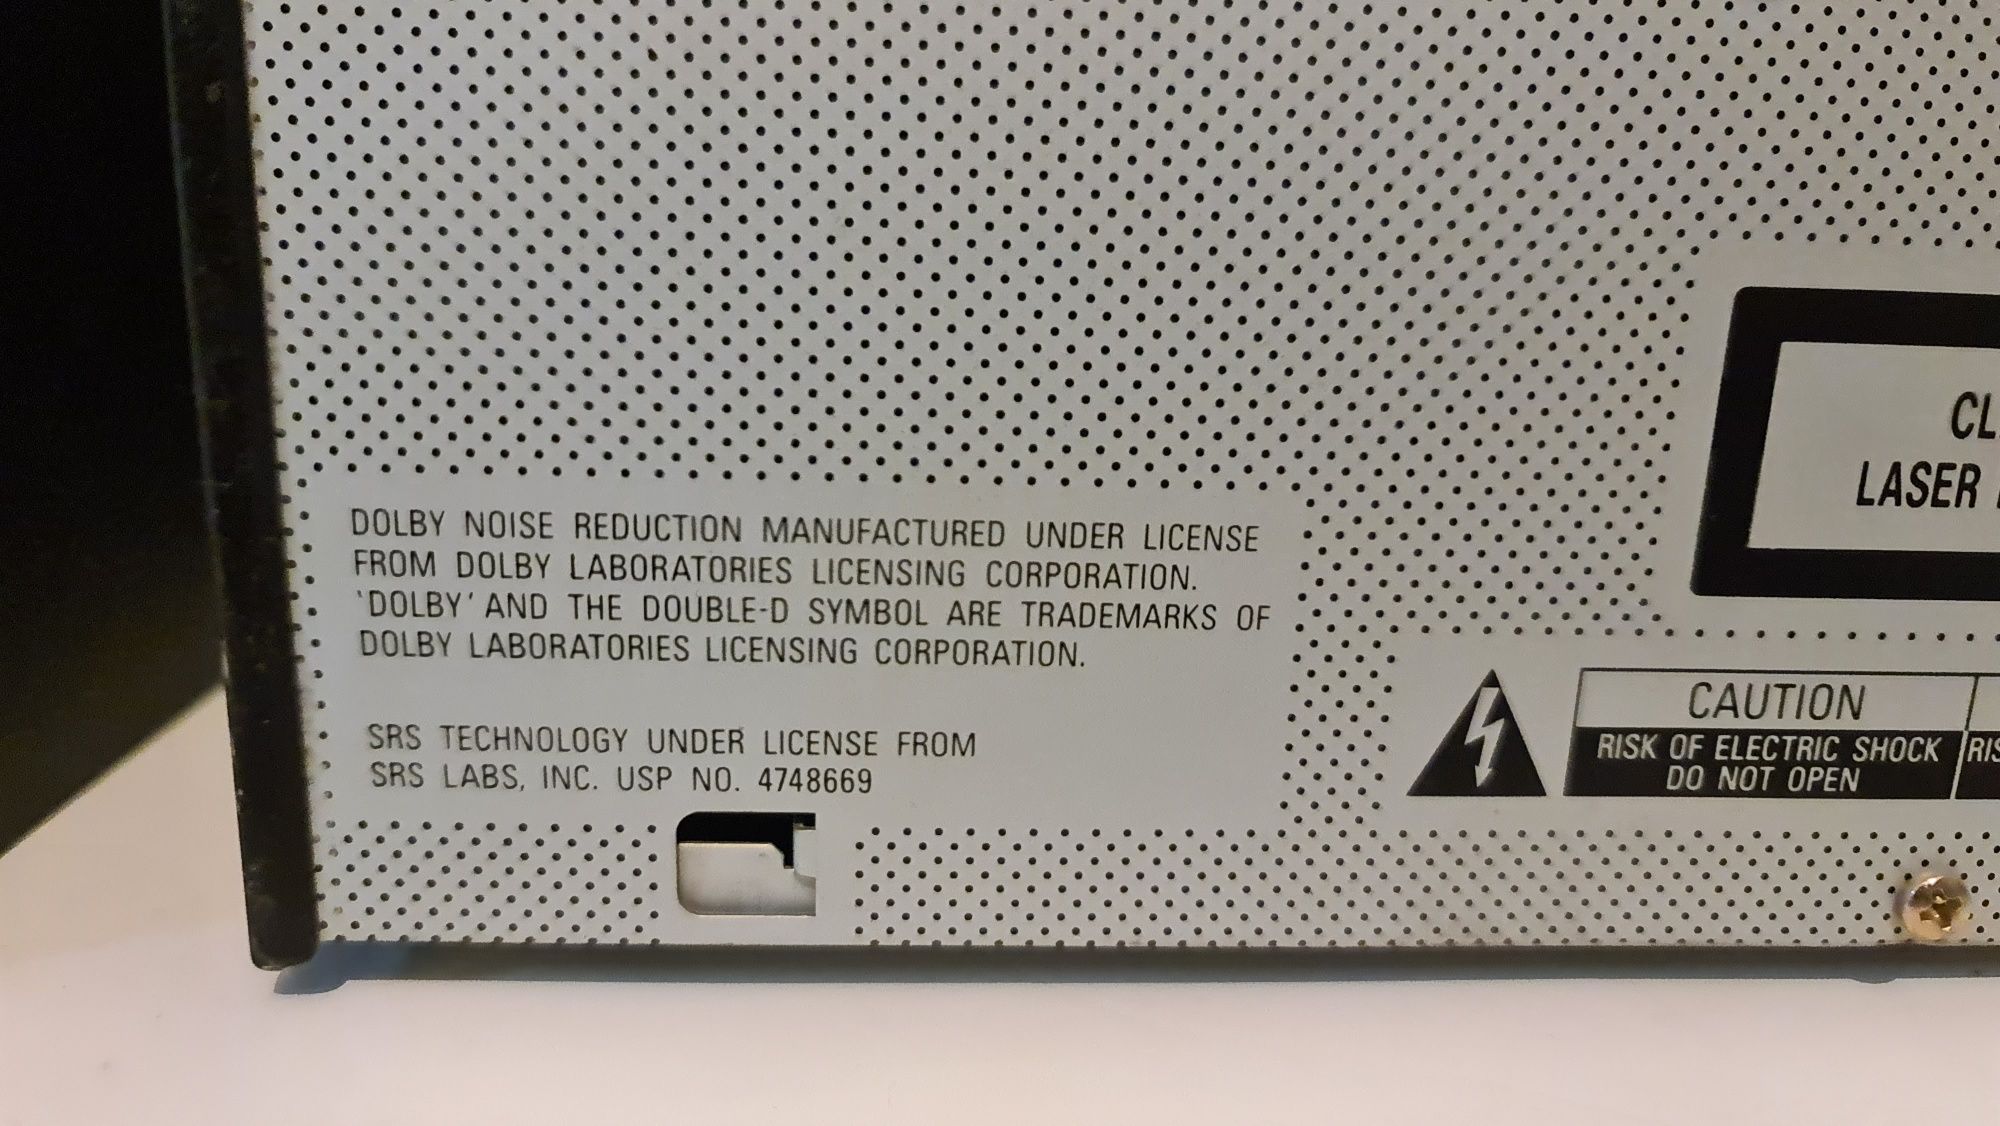 DOLBY NOISE REDUCTION MANUFACTURED UNDER LICENSE
FROM DOLBY LABORATORIES LICENSING CORPORATION.
'DOLBY' AND THE DOUBLE-D SYMBOL ARE TRADEMARKS OF
DOLBY LABORATORIES LICENSING CORPORATION.
SRS TECHNOLOGY UNDER LICENSE FROM
SRS LABS, INC. USP NO. 4748669
LASER
CAUTION
RISK OF ELECTRIC SHOCK
DO NOT OPEN